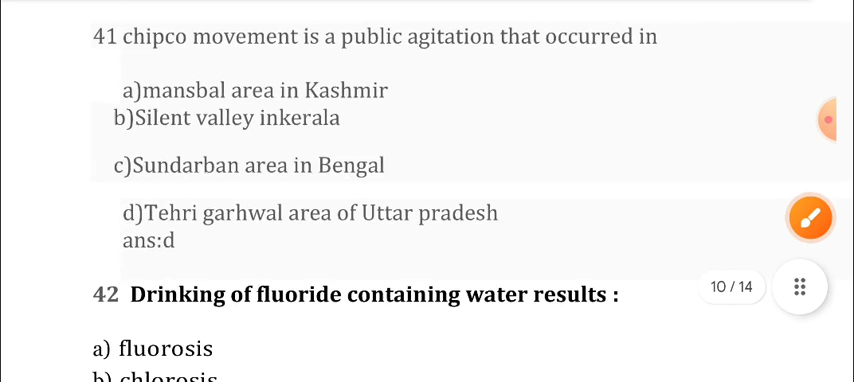 41 chipco movement is a public agitation that occurred in
a)mansbal area in Kashmir
b)Silent valley inkerala
c)Sundarban area in Bengal
d)Tehri garhwal area of Uttar pradesh
ans:d
42 Drinking of fluoride containing water results :
10 / 14
a) fluorosis
b) chlorosis